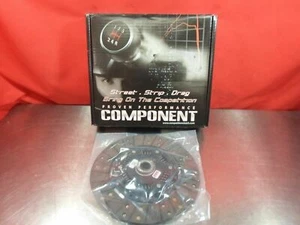 Street . Strip . Drag
Bring On The Competition
PROVEN PERFORMANCE
COMPONENT